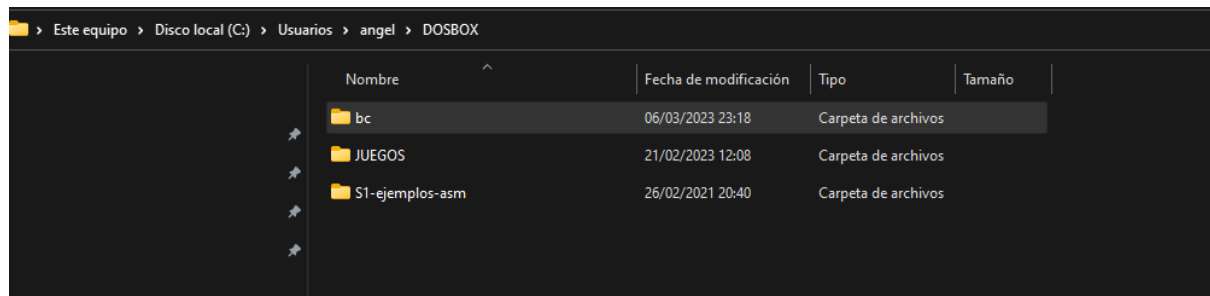 Este equipo > Disco local (C:) > Usuarios > angel > DOSBOX
Nombre Fecha de modificación Tipo Tamaño
bc 06/03/2023 23:18 Carpeta de archivos
JUEGOS 21/02/2023 12:08 Carpeta de archivos
S1-ejemplos-asm 26/02/2021 20:40 Carpeta de archivos